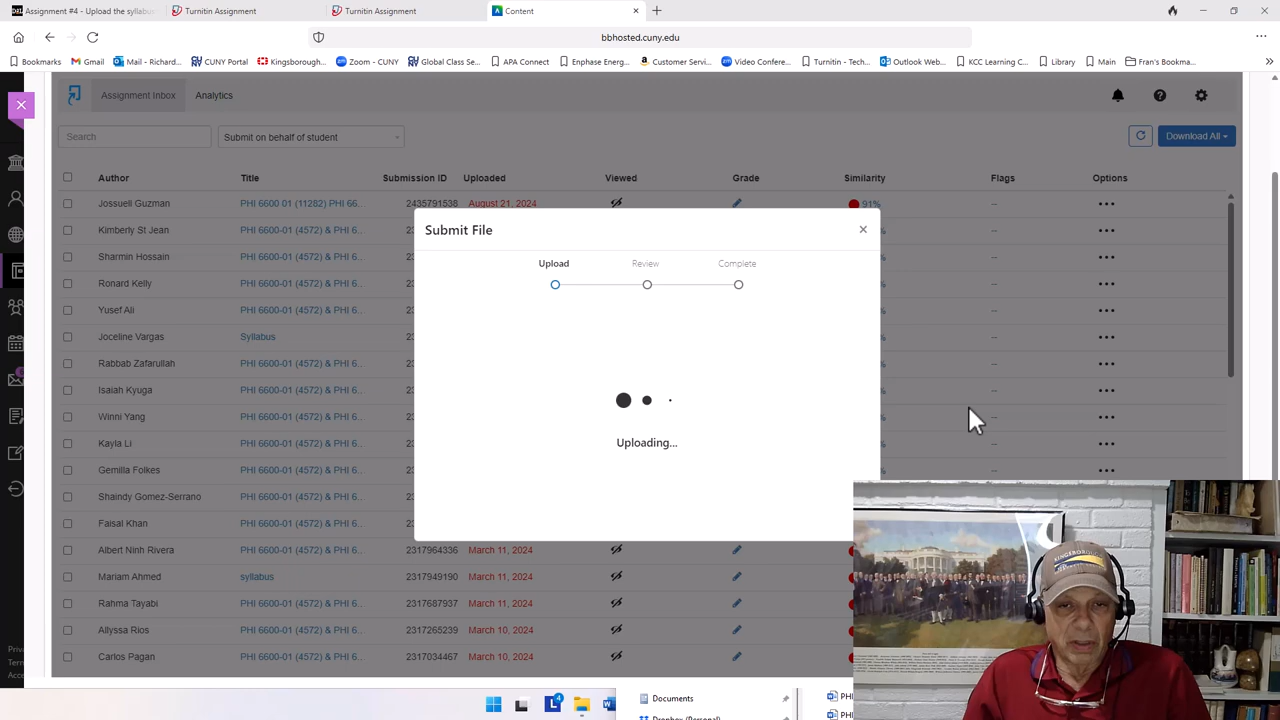 Assignment #4 - Upload the syllabus
Turnitin Assignment
Turnitin Assignment
Content
bbhosted.cuny.edu
Bookmarks
Gmail
Mail - Richard...
CUNY Portal
Kingsborough...
Zoom - CUNY
Global Class Se...
APA Connect
Enphase Energ...
Customer Servi...
Video Confere...
Turnitin - Tech...
Outlook Web...
KCC Learning C...
Library
Main
Fran's Bookma...
Assignment Inbox
Analytics
Search
Submit on behalf of student
Download All
Author Title Submission ID Uploaded Viewed Grade Similarity Flags Options
Jossuell Guzman PHI 6600 01 (11282) PHI 66... 2435791538 August 21, 2024 91% --
Kimberly St Jean PHI 6600-01 (4572) & PHI 6... --
Sharmin Hossain PHI 6600-01 (4572) & PHI 6... --
Ronard Kelly PHI 6600-01 (4572) & PHI 6... --
Yusef Ali PHI 6600-01 (4572) & PHI 6... --
Joceline Vargas Syllabus --
Rabbab Zafarullah PHI 6600-01 (4572) & PHI 6... --
Isaiah Kyuga PHI 6600-01 (4572) & PHI 6... --
Winni Yang PHI 6600-01 (4572) & PHI 6... --
Kayla Li PHI 6600-01 (4572) & PHI 6... --
Gemilla Folkes PHI 6600-01 (4572) & PHI 6... --
Shaindy Gomez-Serrano PHI 6600-01 (4572) & PHI 6...
Faisal Khan PHI 6600-01 (4572) & PHI 6...
Albert Ninh Rivera PHI 6600-01 (4572) & PHI 6... 2317964336 March 11, 2024
Mariam Ahmed syllabus 2317949190 March 11, 2024
Rahma Tayabi PHI 6600-01 (4572) & PHI 6... 2317687937 March 11, 2024
Allyssa Rios PHI 6600-01 (4572) & PHI 6... 2317265239 March 10, 2024
Carlos Pagan PHI 6600-01 (4572) & PHI 6... 2317034467 March 10, 2024
Submit File
Upload Review Complete
Uploading...
KINGSBOROUGH
Documents
Dropbox (Personal)